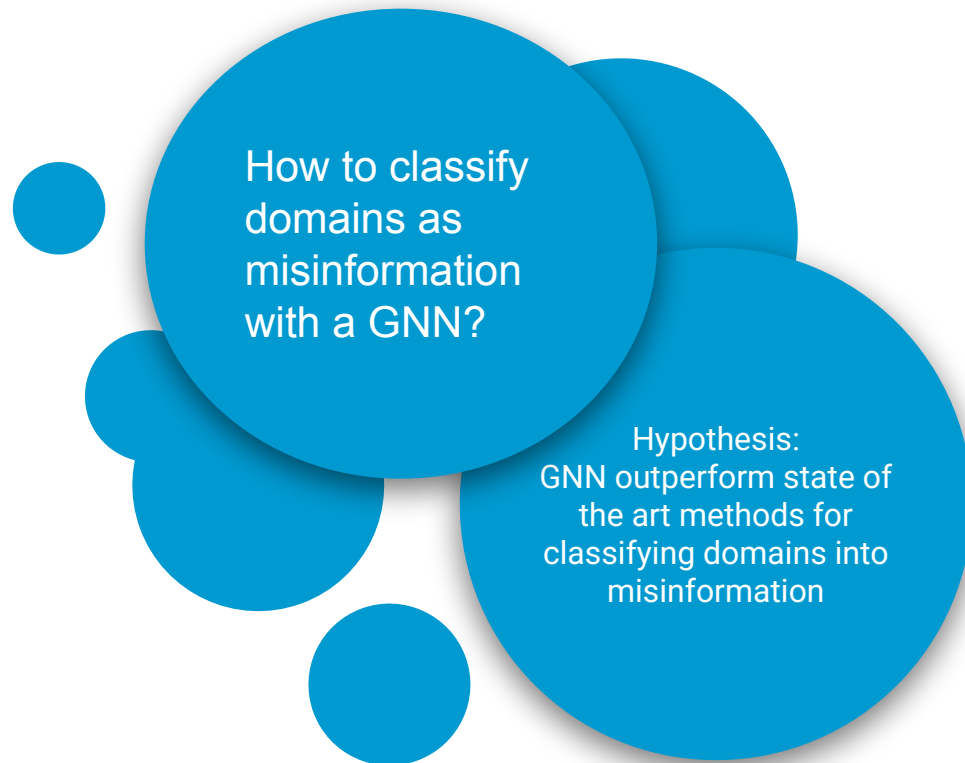 How to classify
domains as
misinformation
with a GNN?
Hypothesis:
GNN outperform state of
the art methods for
classifying domains into
misinformation